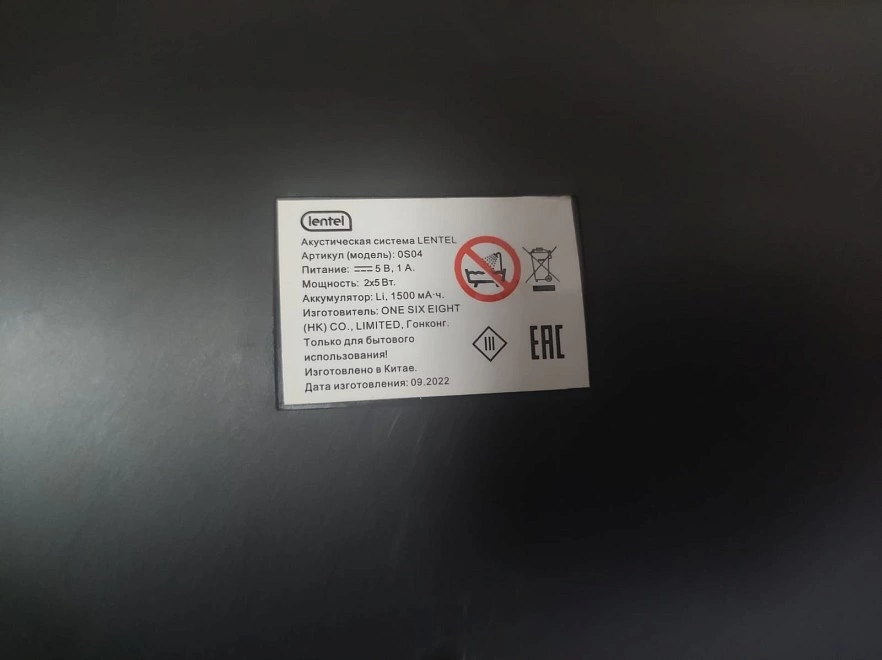 lentel
Акустическая система LENTEL
Артикул (модель): 0S04
Питание: 5 В, 1 А.
Мощность: 2х5 Вт.
Аккумулятор: Li, 1500 мА·ч.
Изготовитель: ONE SIX EIGHT
(HK) CO., LIMITED, Гонконг.
Только для бытового
использования!
Изготовлено в Китае.
Дата изготовления: 09.2022
III
EAC